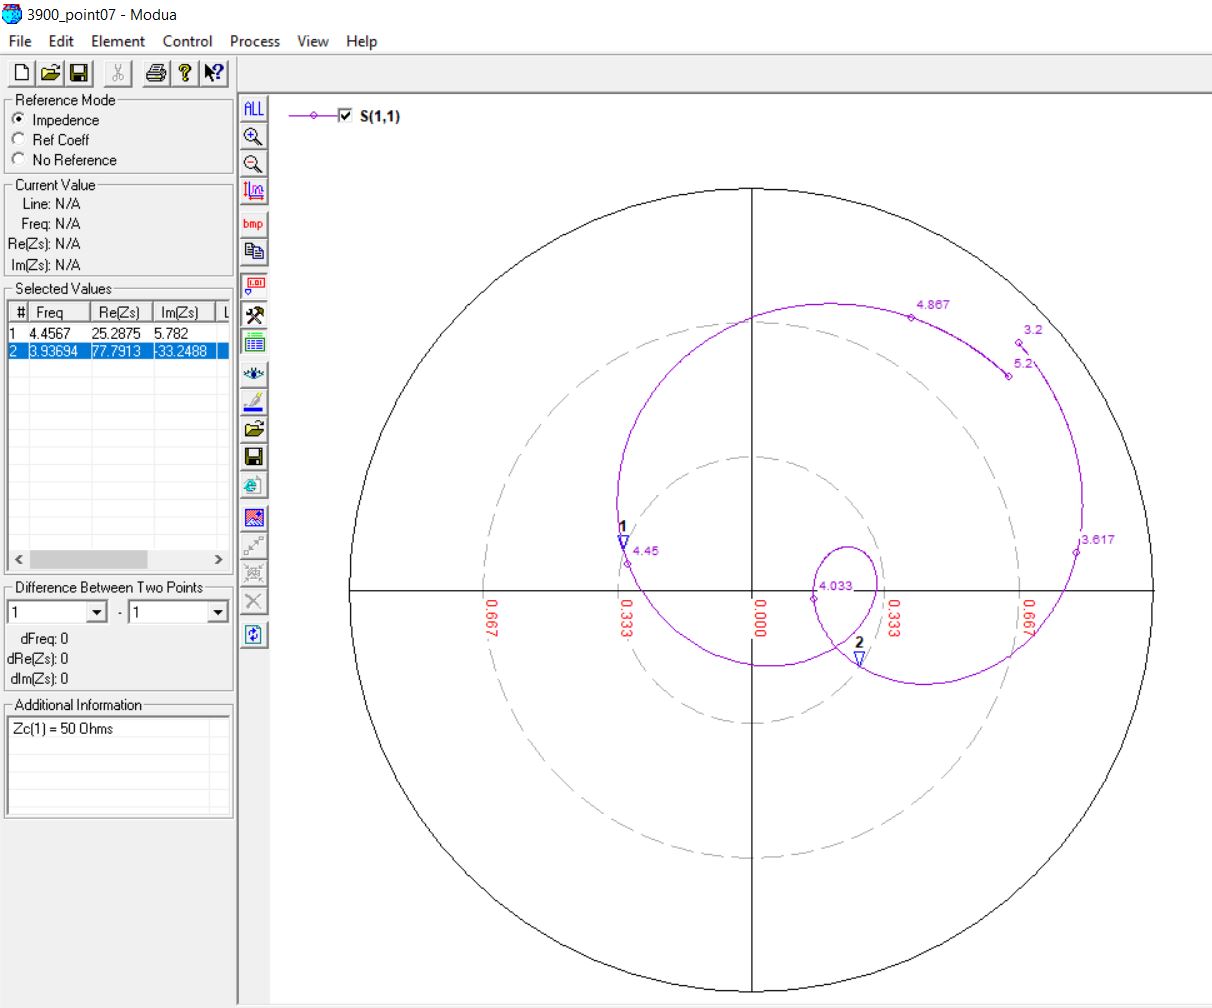 3900_point07 - Modua
File Edit Element Control Process View Help
Reference Mode
Impedence
Ref Coeff
No Reference
Current Value
Line: N/A
Freq: N/A
Re(Zs): N/A
Im(Zs): N/A
Selected Values
# Freq Re(Zs) Im(Zs) L
1 4.4567 25.2875 5.782
2 3.93694 77.7913 -33.2488
Difference Between Two Points
1 - 1
dFreq: 0
dRe(Zs): 0
dIm(Zs): 0
Additional Information
Zc(1) = 50 Ohms
ALL
bmp
1.01
S(1,1)
4.867
3.2
5.2
1
4.45
3.617
4.033
0.667
0.333
0.000
0.333
0.667
2